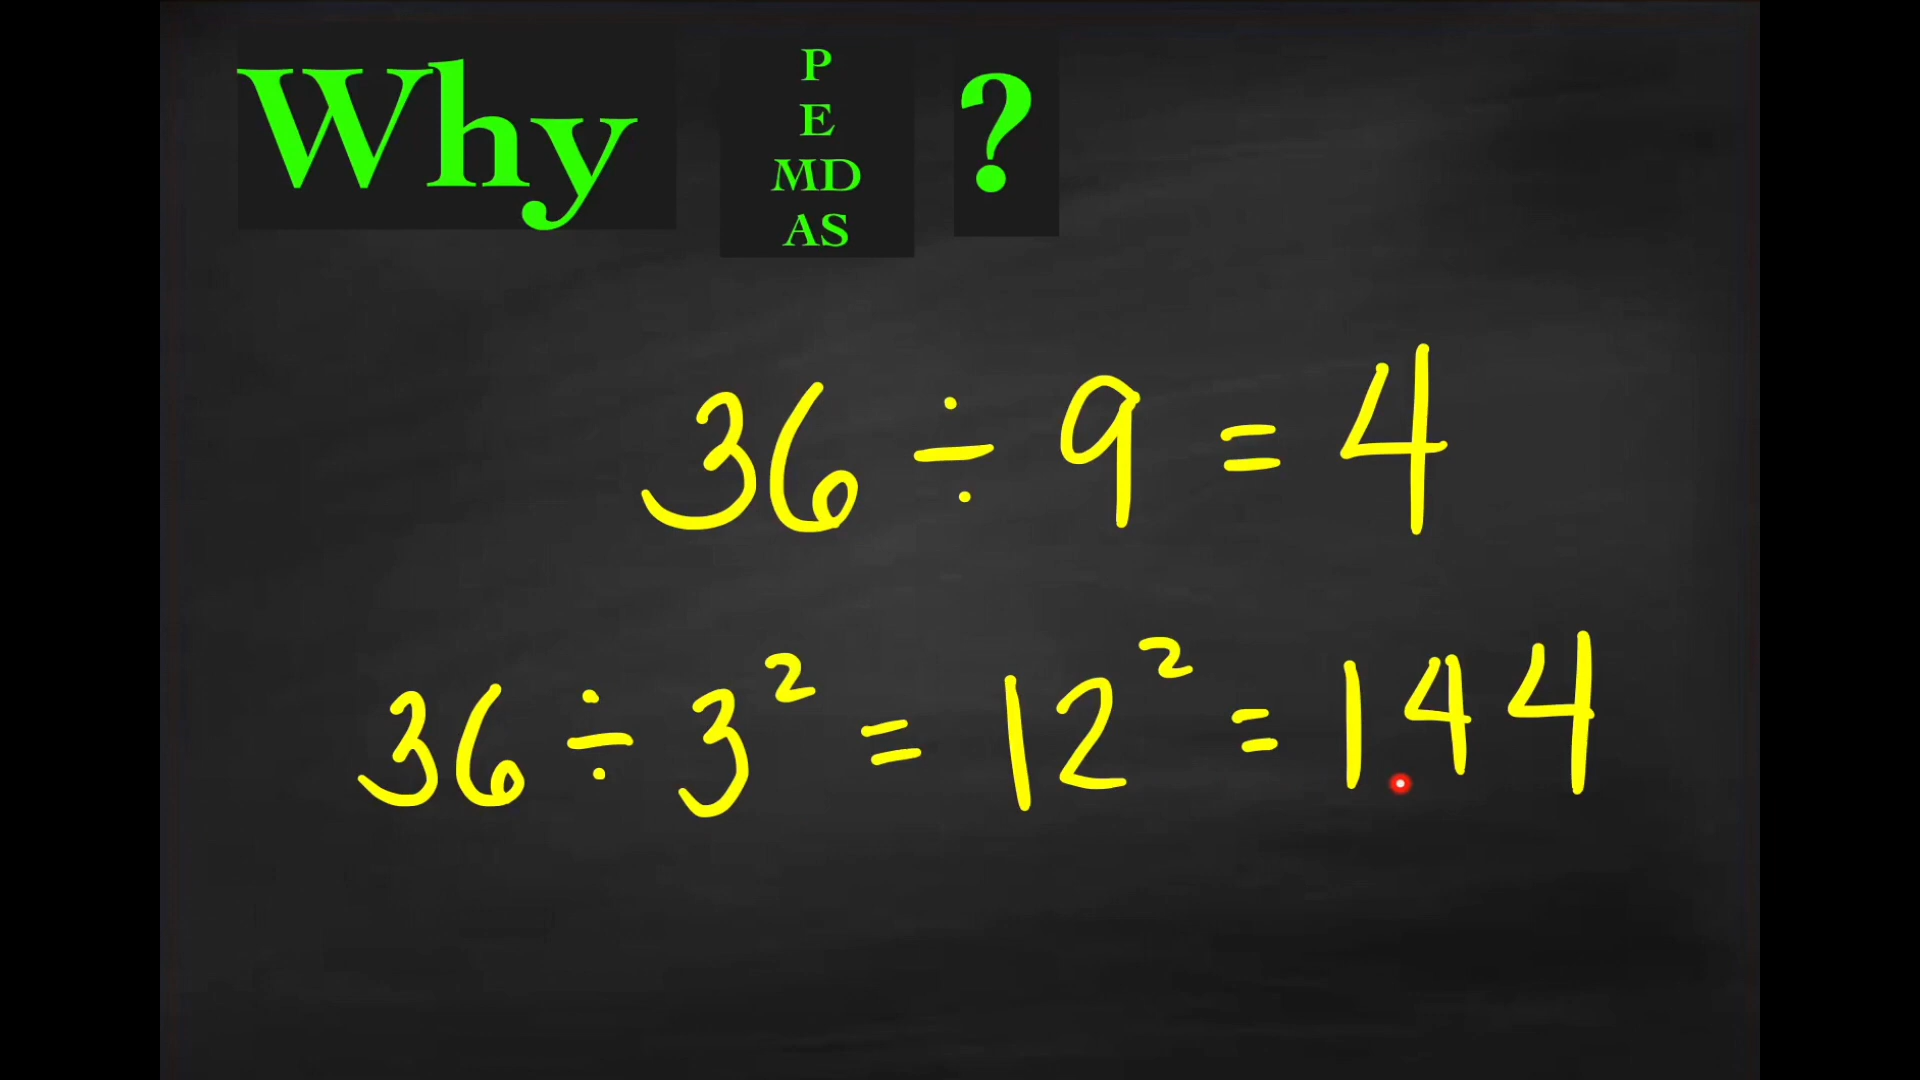 Why
P
E
MD
AS
?
36 ÷ 9 = 4
36 ÷ 3² = 12² = 144